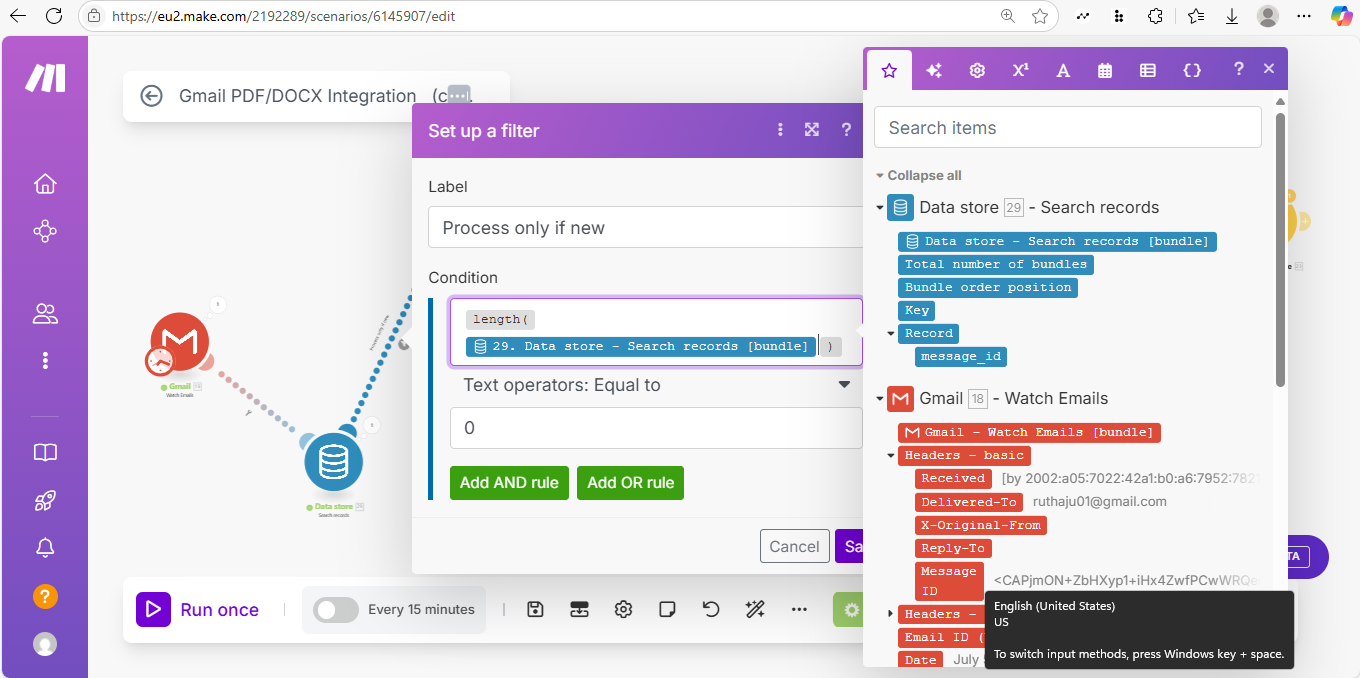 https://eu2.make.com/2192289/scenarios/6145907/edit
Gmail PDF/DOCX Integration (c
Set up a filter
?
Label
Process only if new
Condition
length(
29. Data store - Search records [bundle] )
Text operators: Equal to
0
Add AND rule
Add OR rule
Cancel
Sa
Process only if new
1
Gmail 18
Watch Emails
Data store 29
Search records
Run once
Every 15 minutes
?
Search items
Collapse all
Data store 29 - Search records
Data store - Search records [bundle]
Total number of bundles
Bundle order position
Key
Record
message_id
Gmail 18 - Watch Emails
Gmail - Watch Emails [bundle]
Headers - basic
Received [by 2002:a05:7022:42a1:b0:a6:7952:782
Delivered-To ruthaju01@gmail.com
X-Original-From
Reply-To
Message ID <CAPjmON+ZbHXyp1+iHx4ZwfPCwWRQe
Headers -
Email ID (
Date July
English (United States)
US
To switch input methods, press Windows key + space.
TA